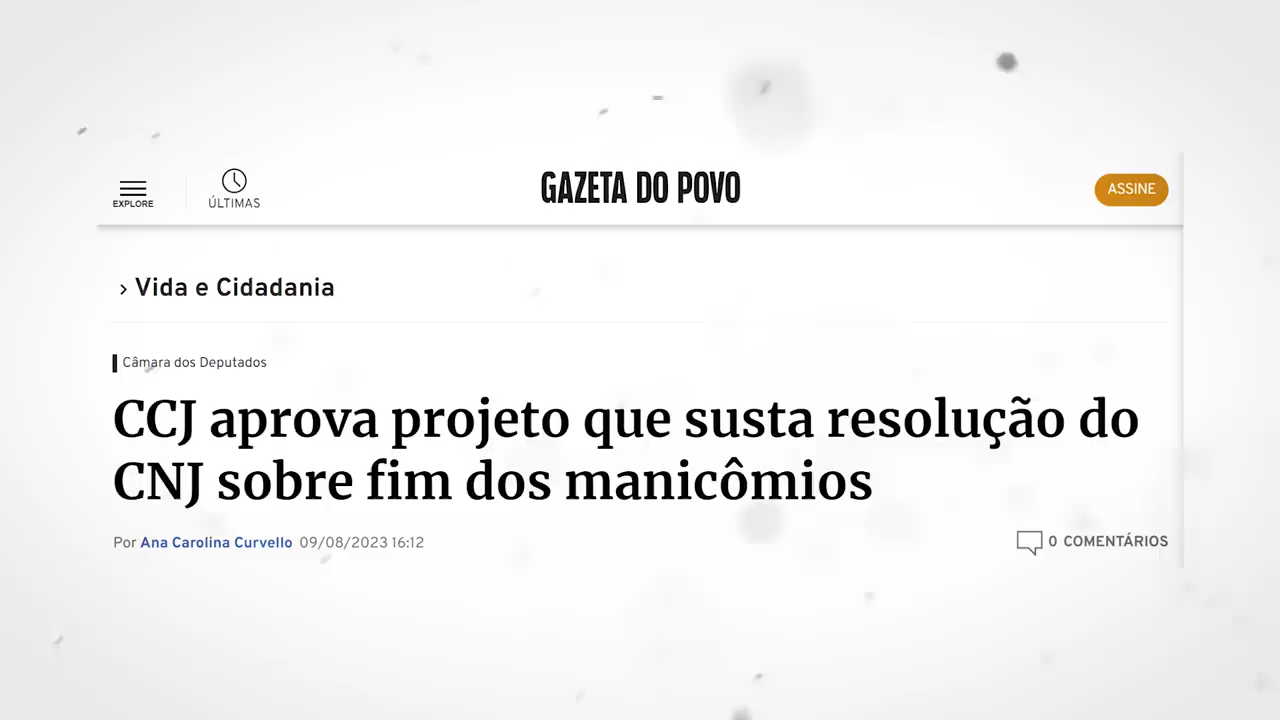 EXPLORE
ÚLTIMAS
GAZETA DO POVO
ASSINE
› Vida e Cidadania
Câmara dos Deputados
CCJ aprova projeto que susta resolução do
CNJ sobre fim dos manicômios
Por Ana Carolina Curvello 09/08/2023 16:12
0 COMENTÁRIOS